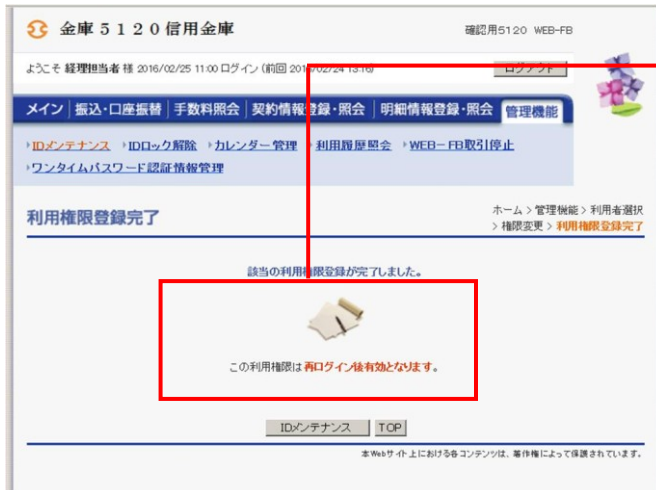 金庫5120信用金庫
確認用5120 WEB-FB
ようこそ 経理担当者 様 2016/02/25 11:00 ログイン (前回 2016/02/24 13:16)
ログアウト
メイン 振込・口座振替 手数料照会 契約情報登録・照会 明細情報登録・照会 管理機能
IDメンテナンス IDロック解除 カレンダー管理 利用履歴照会 WEB-FB取引停止
ワンタイムパスワード認証情報管理
利用権限登録完了
ホーム > 管理機能 > 利用者選択
> 権限変更 > 利用権限登録完了
該当の利用権限登録が完了しました。
この利用権限は再ログイン後有効となります。
IDメンテナンス TOP
本Webサイト上における各コンテンツは、著作権によって保護されています。